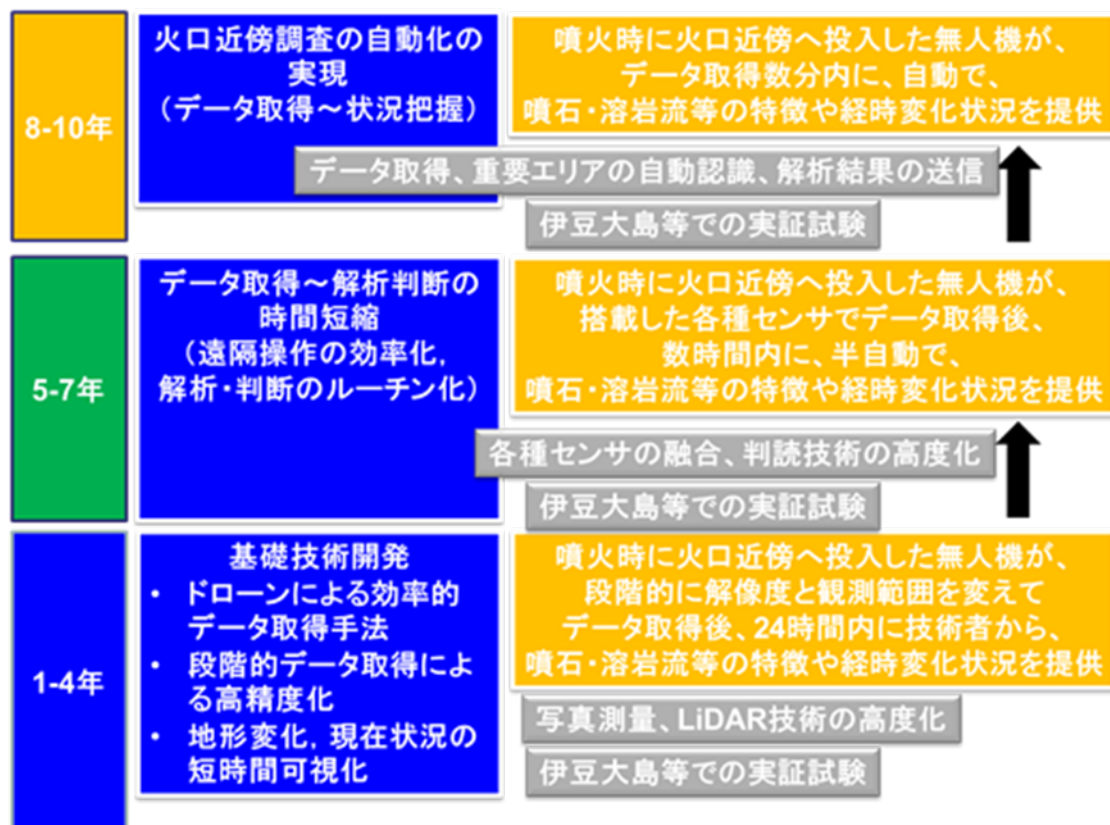 8-10年
火口近傍調査の自動化の
実現
（データ取得～状況把握）
噴火時に火口近傍へ投入した無人機が、
データ取得数分内に、自動で、
噴石・溶岩流等の特徴や経時変化状況を提供
データ取得、重要エリアの自動認識、解析結果の送信
伊豆大島等での実証試験
5-7年
データ取得～解析判断の
時間短縮
（遠隔操作の効率化，
解析・判断のルーチン化）
噴火時に火口近傍へ投入した無人機が、
搭載した各種センサでデータ取得後、
数時間内に、半自動で、
噴石・溶岩流等の特徴や経時変化状況を提供
各種センサの融合、判読技術の高度化
伊豆大島等での実証試験
1-4年
基礎技術開発
• ドローンによる効率的
データ取得手法
• 段階的データ取得によ
る高精度化
• 地形変化，現在状況の
短時間可視化
噴火時に火口近傍へ投入した無人機が、
段階的に解像度と観測範囲を変えて
データ取得後、24時間内に技術者から、
噴石・溶岩流等の特徴や経時変化状況を提供
写真測量、LiDAR技術の高度化
伊豆大島等での実証試験